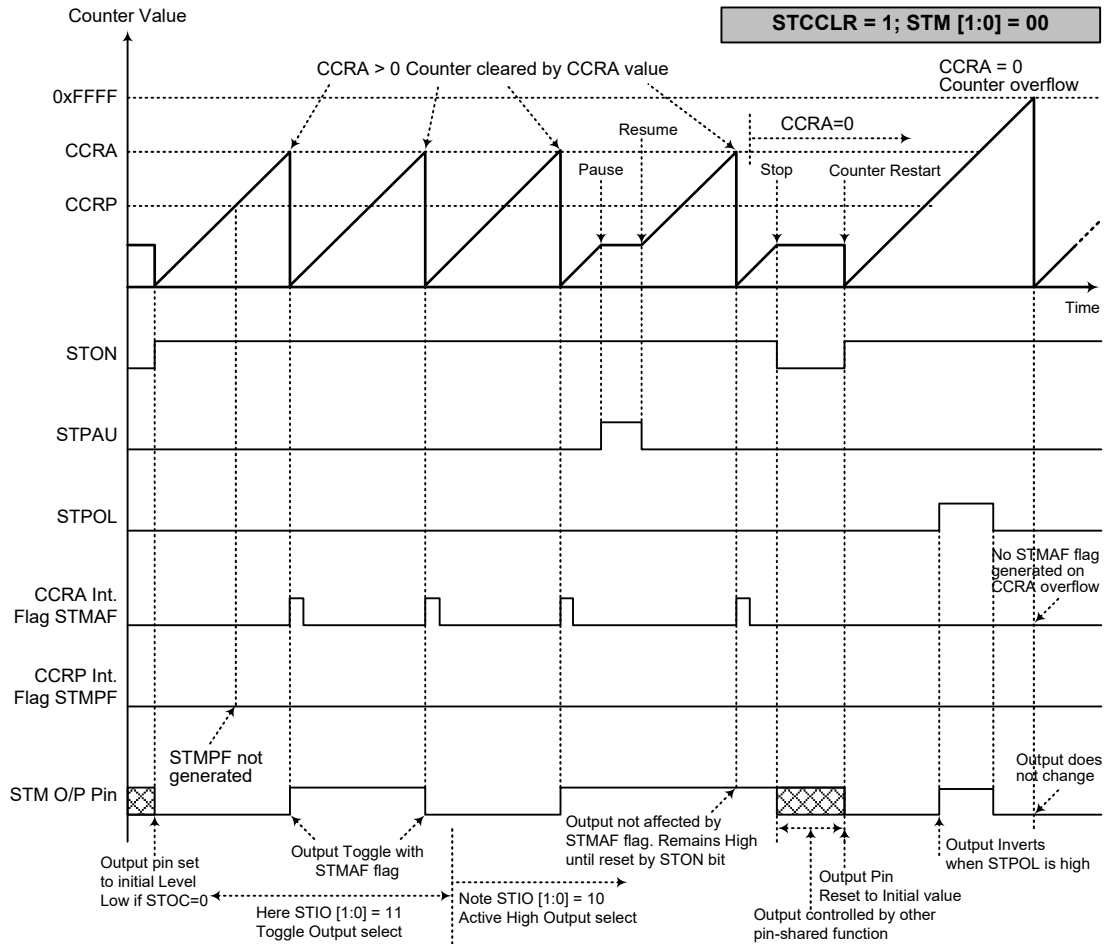 Counter Value
STCCLR = 1; STM [1:0] = 00
CCRA > 0 Counter cleared by CCRA value
CCRA = 0
Counter overflow
0xFFFF
Resume
CCRA=0
CCRA
Pause
Stop
Counter Restart
CCRP
Time
STON
STPAU
STPOL
No STMAF flag
generated on
CCRA overflow
CCRA Int.
Flag STMAF
CCRP Int.
Flag STMPF
STMPF not
generated
Output does
not change
STM O/P Pin
Output pin set
to initial Level
Low if STOC=0
Output Toggle with
STMAF flag
Output not affected by
STMAF flag. Remains High
until reset by STON bit
Output Inverts
when STPOL is high
Output Pin
Reset to Initial value
Here STIO [1:0] = 11
Toggle Output select
Note STIO [1:0] = 10
Active High Output select
Output controlled by other
pin-shared function